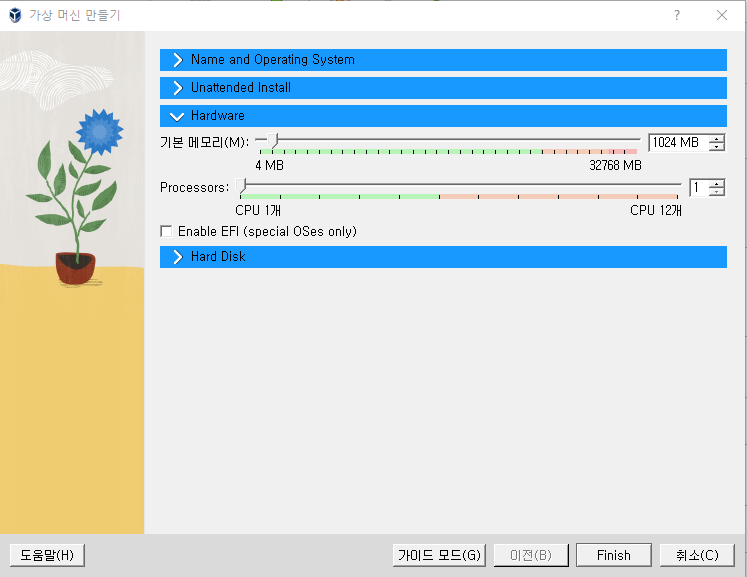 가상 머신 만들기 ?
Name and Operating System
Unattended Install
Hardware
기본 메모리(M): 1024 MB
4 MB 32768 MB
Processors: 1
CPU 1개 CPU 12개
Enable EFI (special OSes only)
Hard Disk
도움말(H) 가이드 모드(G) 이전(B) Finish 취소(C)